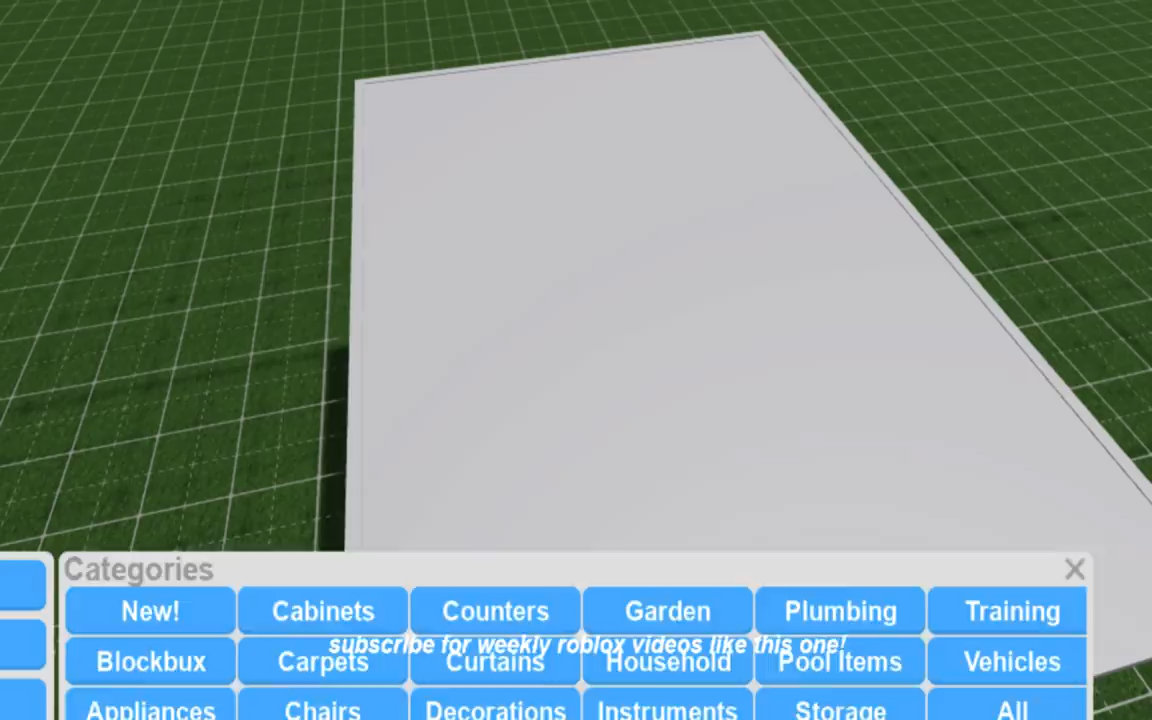 Categories
New! Cabinets Counters Garden Plumbing Training
subscribe for weekly roblox videos like this one!
Blockbux Carpets Curtains Household Pool Items Vehicles
Appliances Chairs Decorations Instruments Storage All